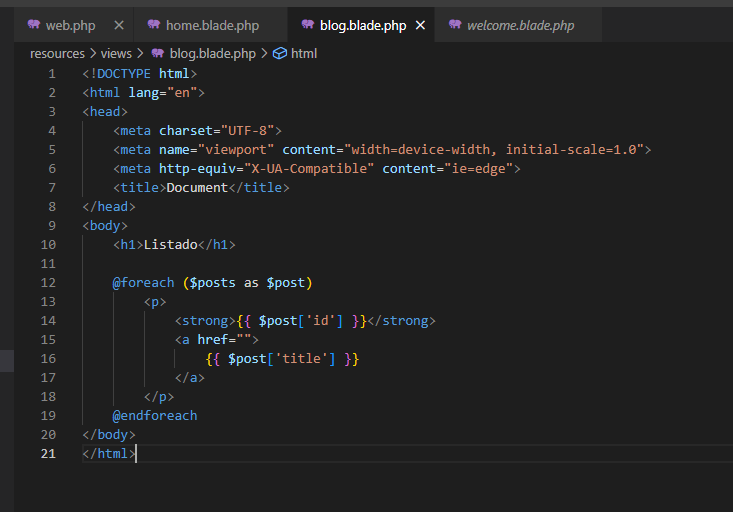 web.php home.blade.php blog.blade.php welcome.blade.php
resources > views > blog.blade.php > html
1 <!DOCTYPE html>
2 <html lang="en">
3 <head>
4 <meta charset="UTF-8">
5 <meta name="viewport" content="width=device-width, initial-scale=1.0">
6 <meta http-equiv="X-UA-Compatible" content="ie=edge">
7 <title>Document</title>
8 </head>
9 <body>
10 <h1>Listado</h1>
11
12 @foreach ($posts as $post)
13 <p>
14 <strong>{{ $post['id'] }}</strong>
15 <a href="">
16 {{ $post['title'] }}
17 </a>
18 </p>
19 @endforeach
20 </body>
21 </html>